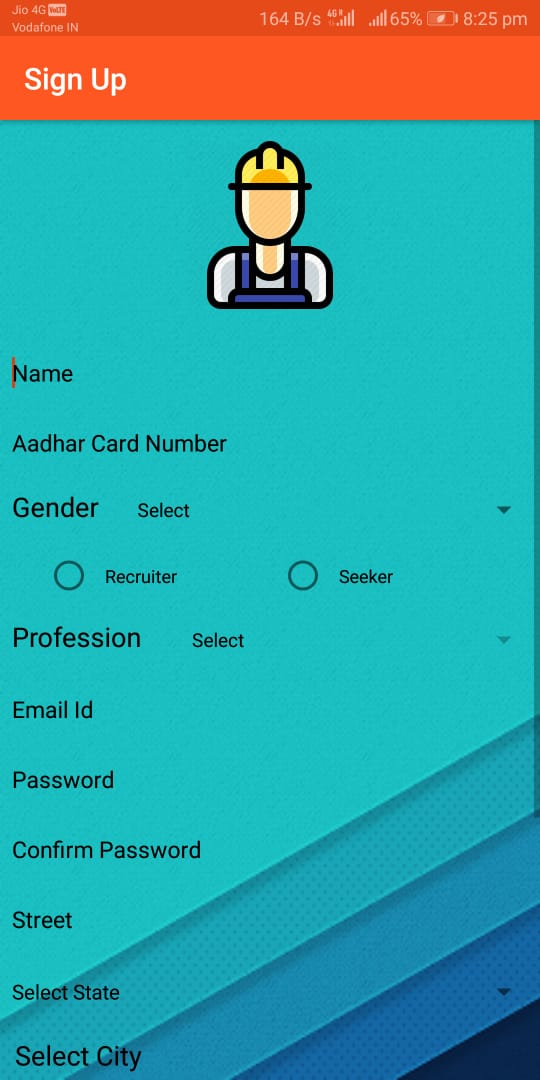 Jio 4G VoLTE
Vodafone IN
164 B/s 4G R 65% 8:25 pm
Sign Up
Name
Aadhar Card Number
Gender Select
Recruiter Seeker
Profession Select
Email Id
Password
Confirm Password
Street
Select State
Select City